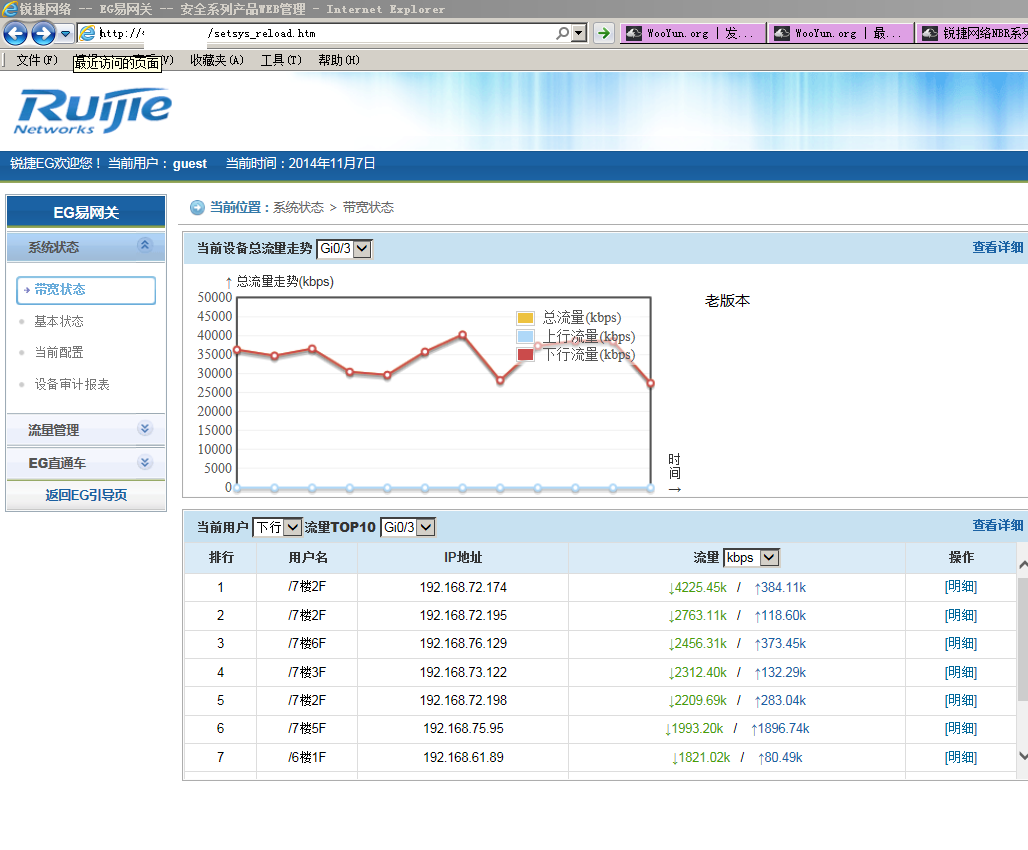 锐捷网络 -- EG易网关 -- 安全系列产品WEB管理 - Internet Explorer
http:// /setsys_reload.htm WooYun.org | 发... WooYun.org | 最... 锐捷网络NBR系列
文件(F) 最近访问的页面 V) 收藏夹(A) 工具(T) 帮助(H)
Ruijie
Networks
锐捷EG欢迎您！ 当前用户： guest 当前时间：2014年11月7日
EG易网关
系统状态
带宽状态
基本状态
当前配置
设备审计报表
流量管理
EG直通车
返回EG引导页
当前位置：系统状态 > 带宽状态
当前设备总流量走势 Gi0/3 查看详细
↑总流量走势(kbps)
老版本
50000
45000
40000
35000
30000
25000
20000
15000
10000
5000
0
总流量(kbps)
上行流量(kbps)
下行流量(kbps)
时
间
→
当前用户 下行 流量TOP10 Gi0/3 查看详细
排行 用户名 IP地址 流量 kbps 操作
1 /7楼2F 192.168.72.174 ↓4225.45k / ↑384.11k [明细]
2 /7楼2F 192.168.72.195 ↓2763.11k / ↑118.60k [明细]
3 /7楼6F 192.168.76.129 ↓2456.31k / ↑373.45k [明细]
4 /7楼3F 192.168.73.122 ↓2312.40k / ↑132.29k [明细]
5 /7楼2F 192.168.72.198 ↓2209.69k / ↑283.04k [明细]
6 /7楼5F 192.168.75.95 ↓1993.20k / ↑1896.74k [明细]
7 /6楼1F 192.168.61.89 ↓1821.02k / ↑80.49k [明细]